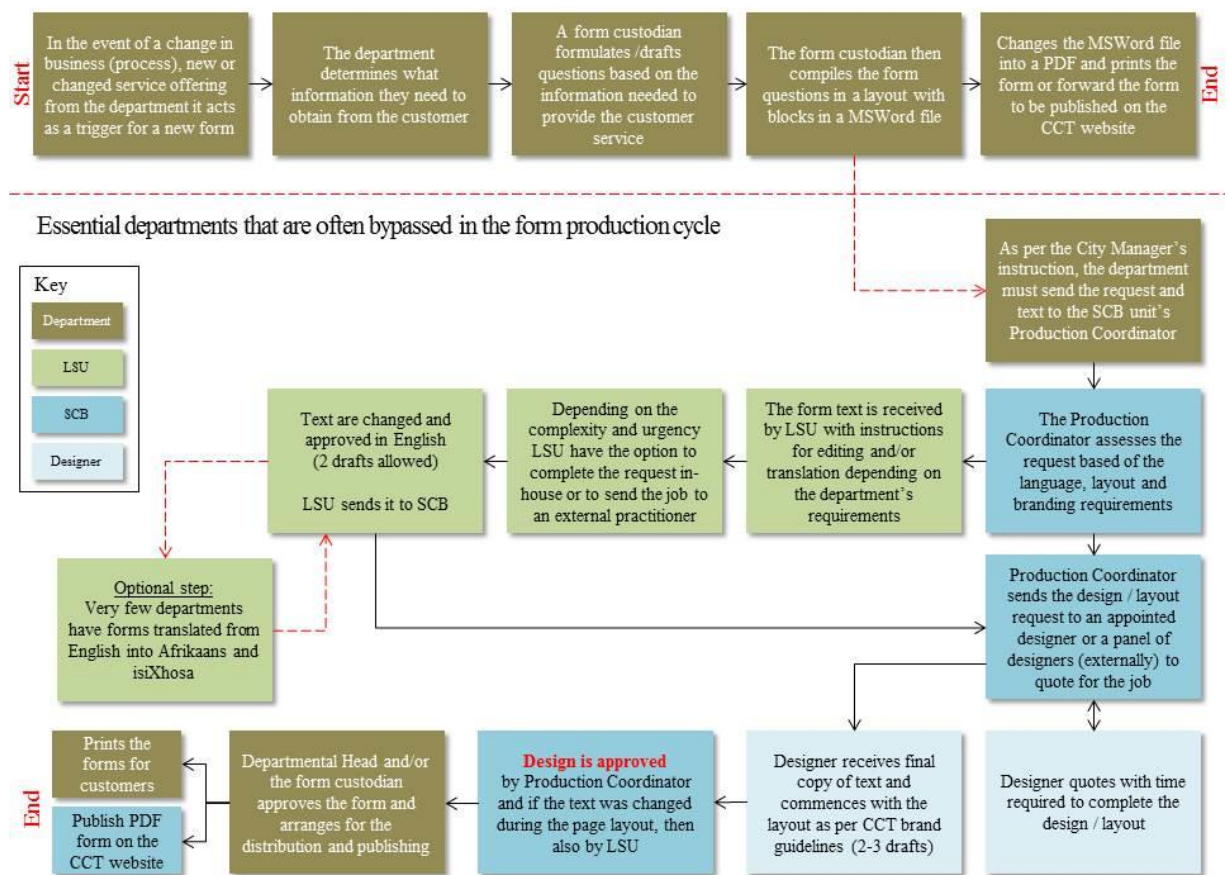 Start
In the event of a change in
business (process), new or
changed service offering
from the department it acts
as a trigger for a new form
The department
determines what
information they need to
obtain from the customer
A form custodian
formulates /drafts
questions based on the
information needed to
provide the customer
service
The form custodian then
compiles the form
questions in a layout with
blocks in a MSWord file
Changes the MSWord file
into a PDF and prints the
form or forward the form
to be published on the
CCT website
End
Essential departments that are often bypassed in the form production cycle
Key
Department
LSU
SCB
Designer
As per the City Manager's
instruction, the department
must send the request and
text to the SCB unit's
Production Coordinator
The Production
Coordinator assesses the
request based of the
language, layout and
branding requirements
The form text is received
by LSU with instructions
for editing and/or
translation depending on
the department's
requirements
Depending on the
complexity and urgency
LSU have the option to
complete the request in-
house or to send the job to
an external practitioner
Text are changed and
approved in English
(2 drafts allowed)
LSU sends it to SCB
Optional step:
Very few departments
have forms translated from
English into Afrikaans and
isiXhosa
Production Coordinator
sends the design / layout
request to an appointed
designer or a panel of
designers (externally) to
quote for the job
Designer quotes with time
required to complete the
design / layout
Designer receives final
copy of text and
commences with the
layout as per CCT brand
guidelines (2-3 drafts)
Design is approved
by Production Coordinator
and if the text was changed
during the page layout, then
also by LSU
Departmental Head and/or
the form custodian
approves the form and
arranges for the
distribution and publishing
Prints the
forms for
customers
Publish PDF
form on the
CCT website
End